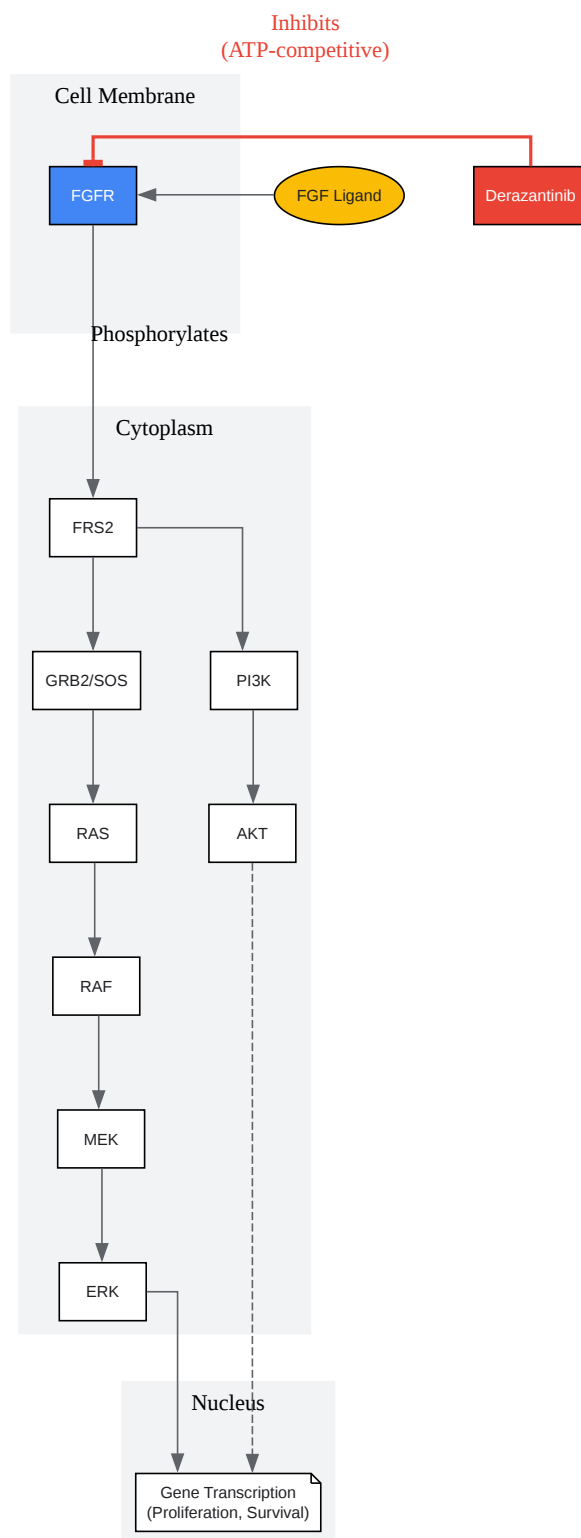 Inhibits
(ATP-competitive)
Cell Membrane
FGFR
FGF Ligand
Derazantinib
Phosphorylates
Cytoplasm
FRS2
GRB2/SOS
PI3K
RAS
AKT
RAF
MEK
ERK
Nucleus
Gene Transcription
(Proliferation, Survival)